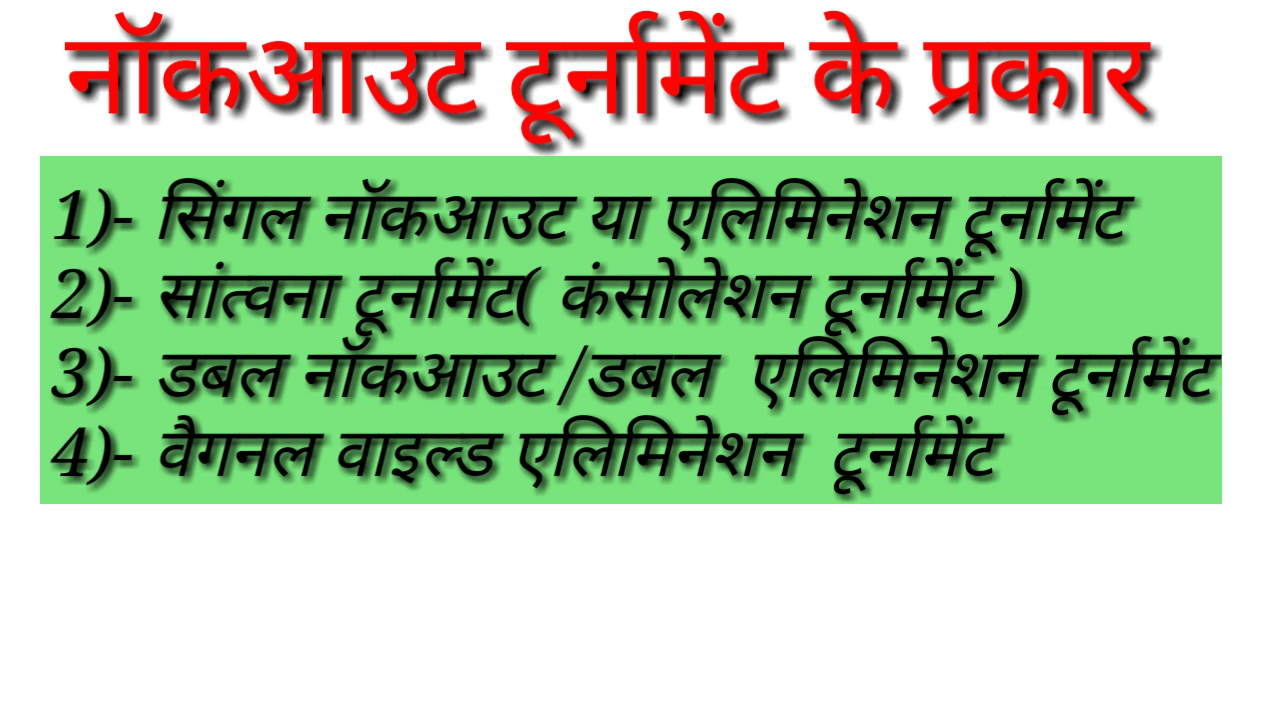 नॉकआउट टूर्नामेंट के प्रकार
1)- सिंगल नॉकआउट या एलिमिनेशन टूर्नामेंट
2)- सांत्वना टूर्नामेंट( कंसोलेशन टूर्नामेंट )
3)- डबल नॉकआउट /डबल एलिमिनेशन टूर्नामेंट
4)- वैगनल वाइल्ड एलिमिनेशन टूर्नामेंट